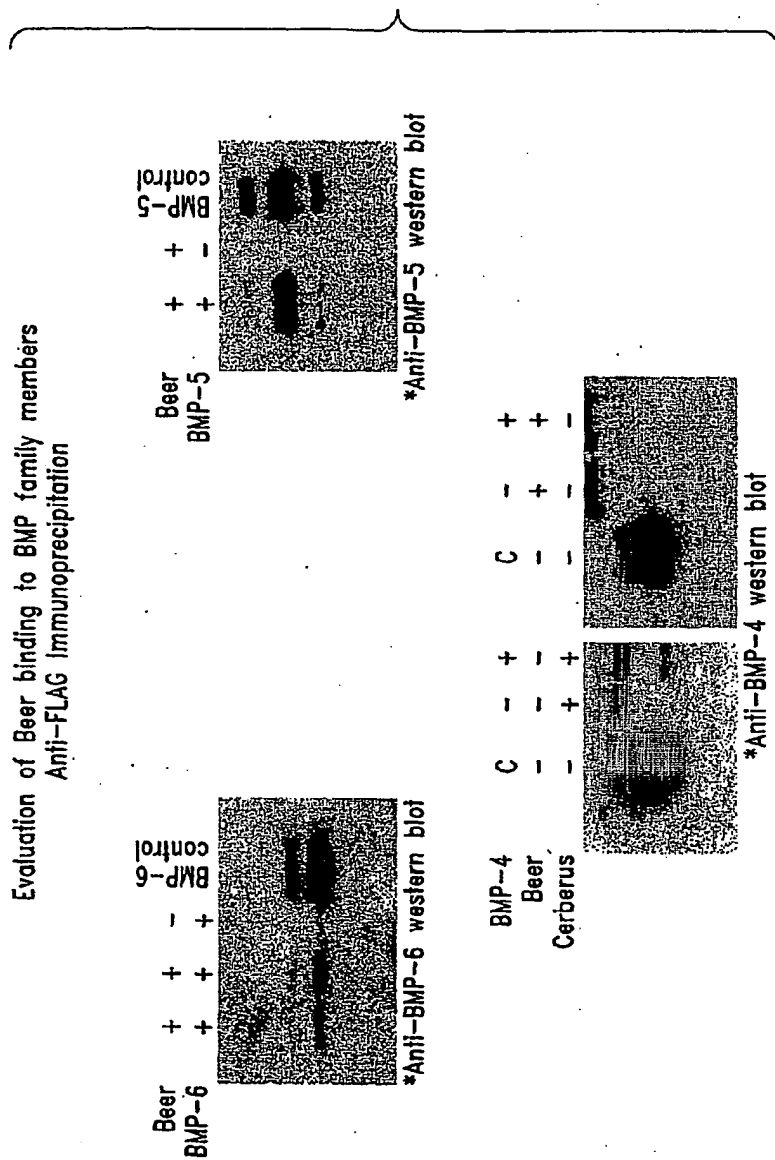 Evaluation of Beer binding to BMP family members
Anti-FLAG Immunoprecipitation
Beer + + -
BMP-6 + + +
BMP-6
control
*Anti-BMP-6 western blot
Beer + +
BMP-5 + -
BMP-5
control
*Anti-BMP-5 western blot
BMP-4 C - + C - +
Beer - - - - + +
Cerberus - + + - - -
*Anti-BMP-4 western blot